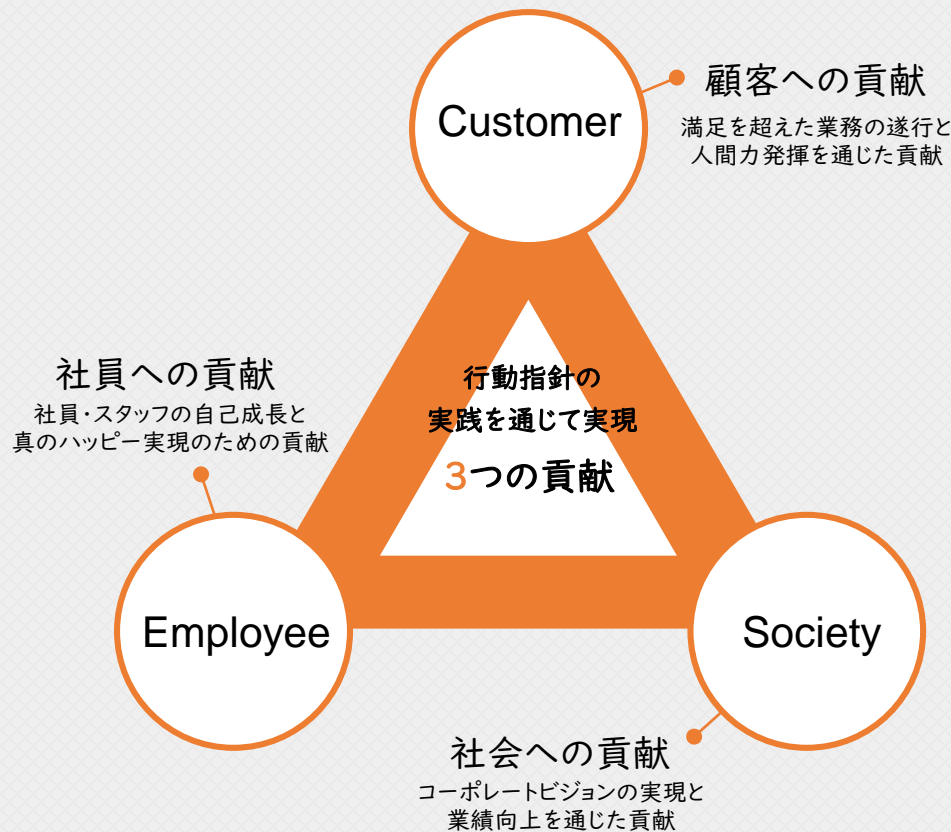 Customer
顧客への貢献
満足を超えた業務の遂行と
人間力発揮を通じた貢献
社員への貢献
社員・スタッフの自己成長と
真のハッピー実現のための貢献
行動指針の
実践を通じて実現
3つの貢献
Employee
Society
社会への貢献
コーポレートビジョンの実現と
業績向上を通じた貢献